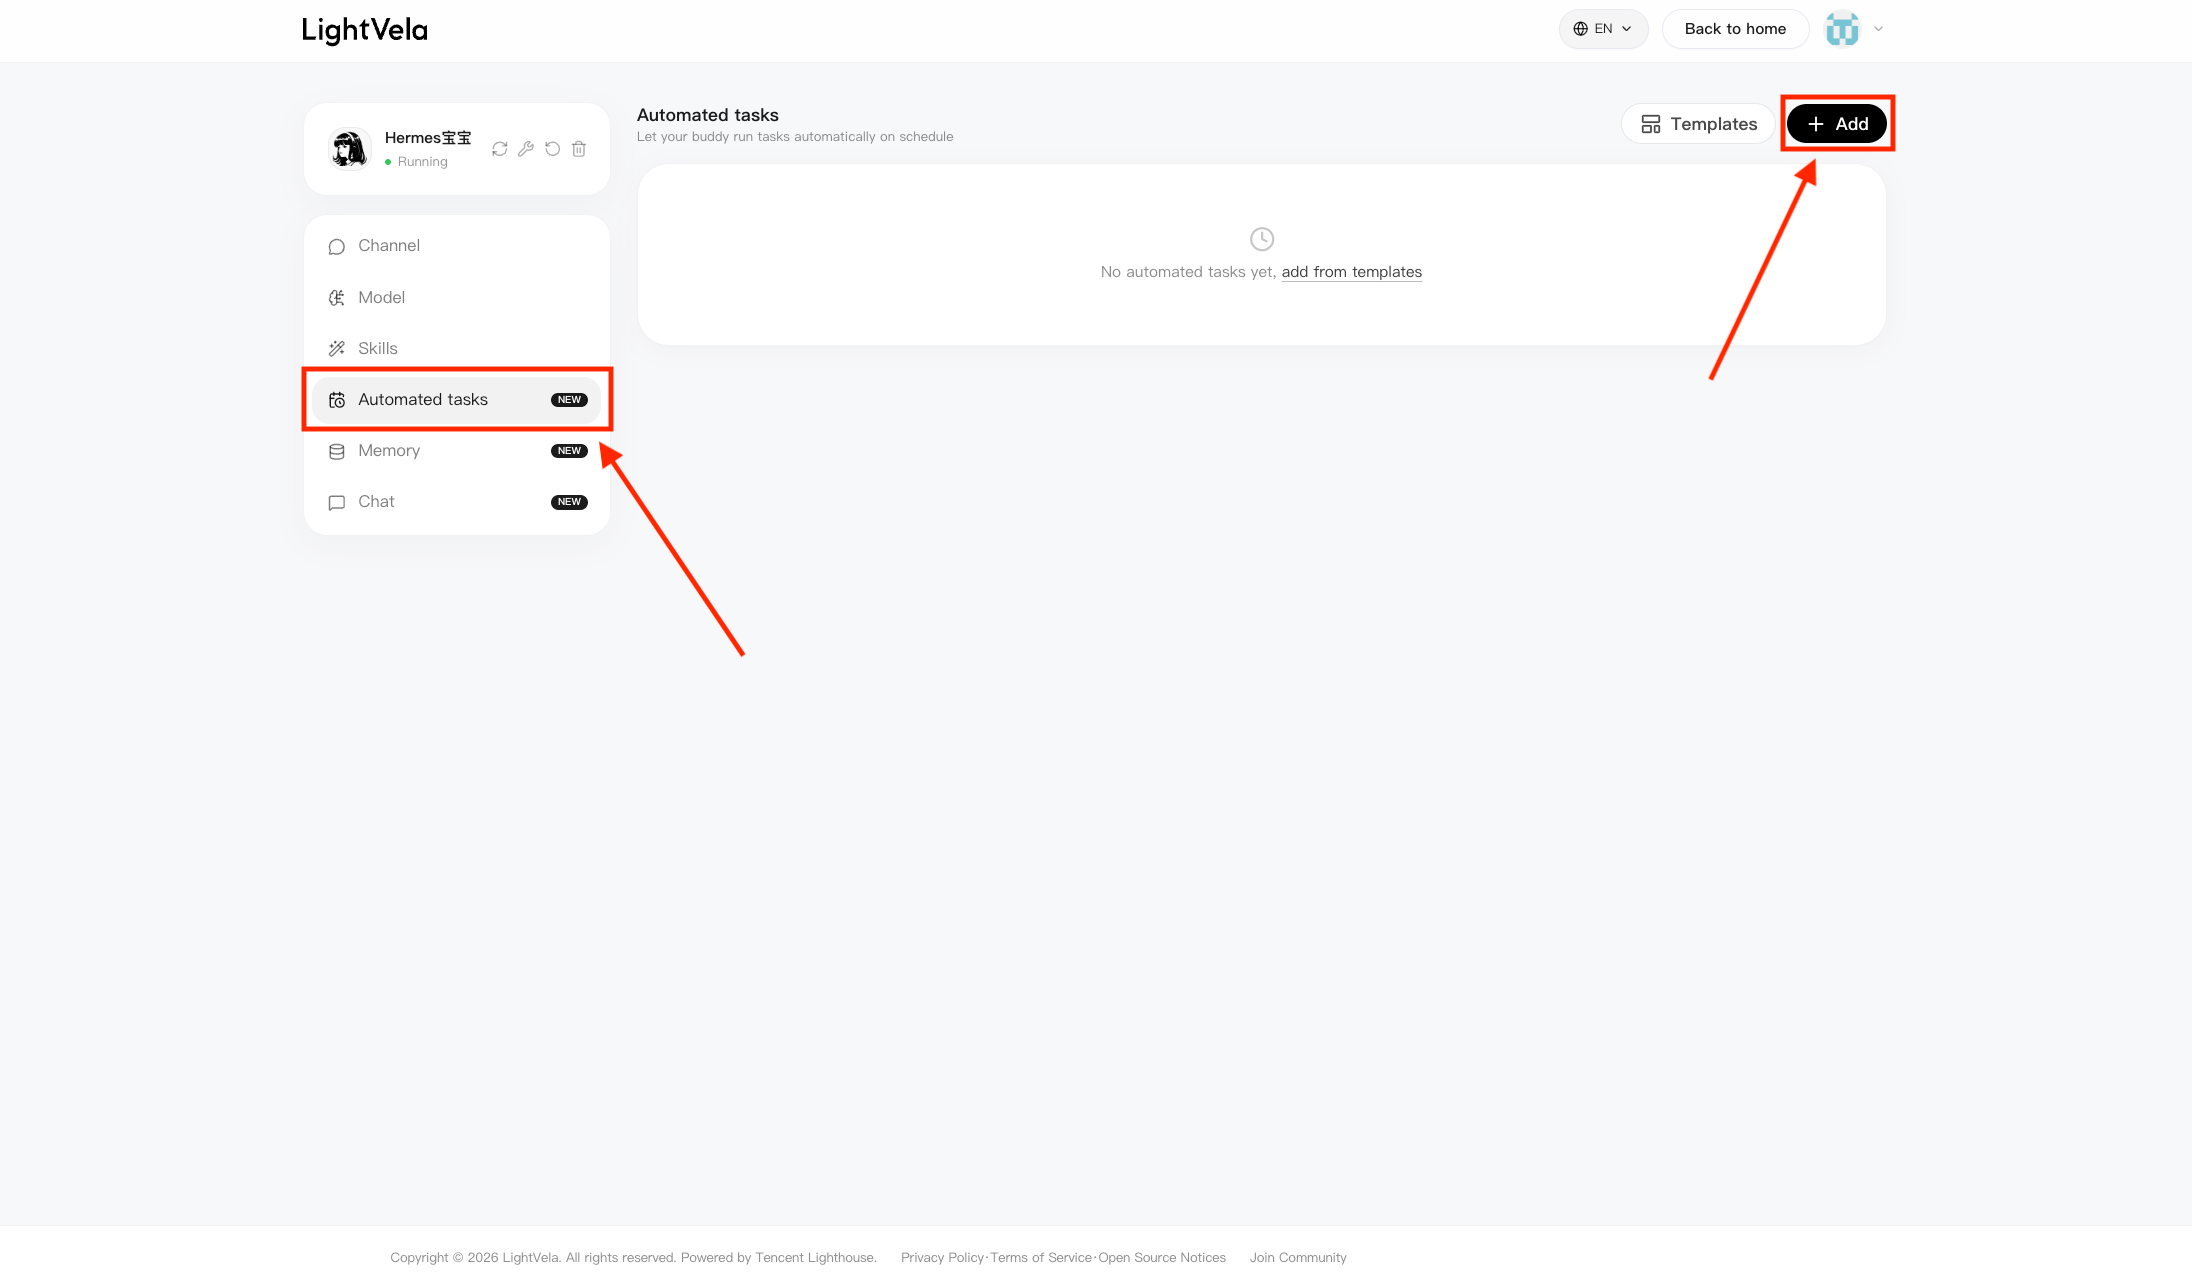 LightVela
EN
Back to home
Hermes宝宝
Running
Channel
Model
Skills
Automated tasks NEW
Memory NEW
Chat NEW
Automated tasks
Let your buddy run tasks automatically on schedule
Templates
+ Add
No automated tasks yet, add from templates
Copyright © 2026 LightVela. All rights reserved. Powered by Tencent Lighthouse. Privacy Policy·Terms of Service·Open Source Notices Join Community